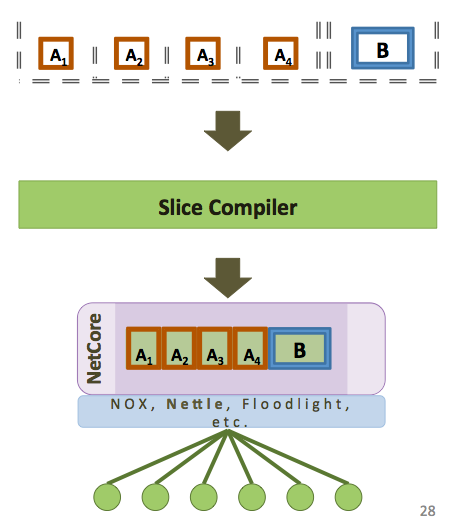 A1 A2 A3 A4 B
Slice Compiler
NetCore
A1 A2 A3 A4 B
NOX, Nettle, Floodlight,
etc.
28